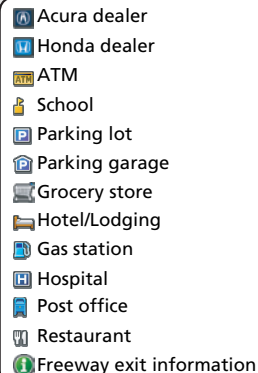 Acura dealer
Honda dealer
ATM ATM
School
P Parking lot
P Parking garage
Grocery store
Hotel/Lodging
Gas station
H Hospital
Post office
Restaurant
i Freeway exit information